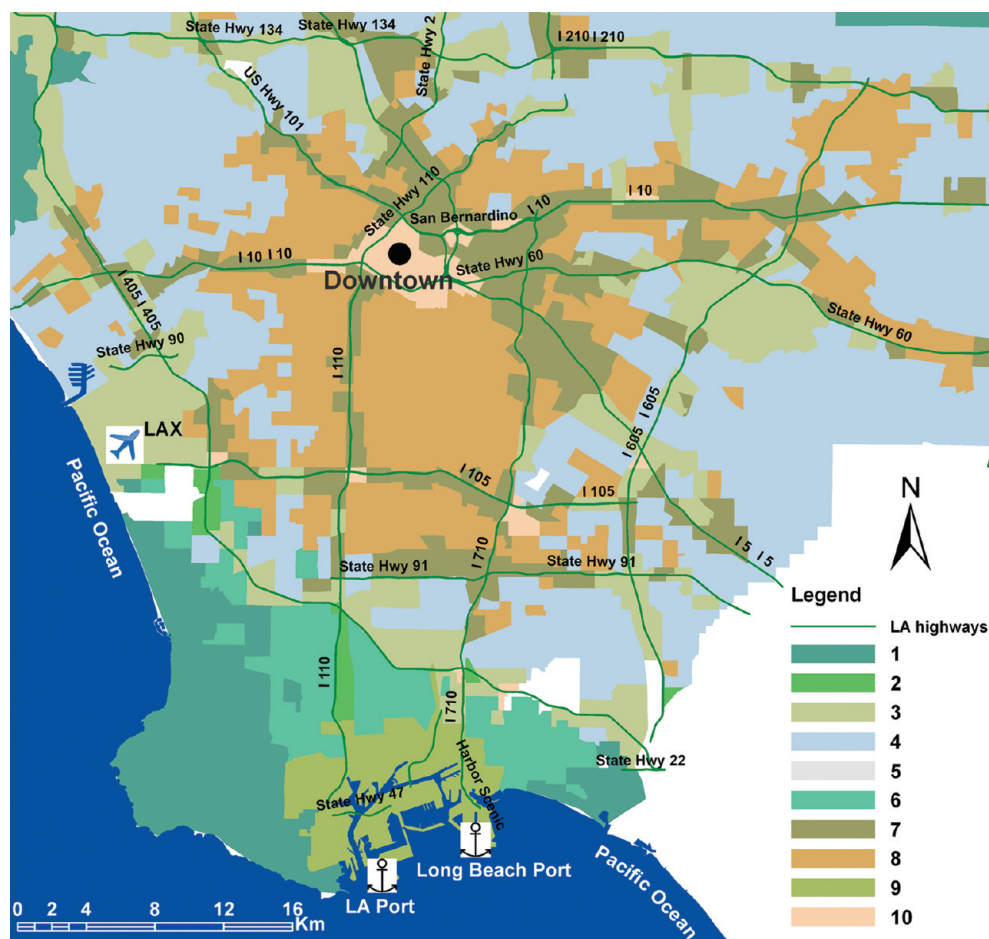 State Hwy 134
State Hwy 134
State Hwy 2
I 210 I 210
US Hwy 101
State Hwy 110
San Bernardino
I 10
I 10
I 10 I 10
State Hwy 60
Downtown
I 405 I 405
State Hwy 90
State Hwy 60
I 110
I 605 I 605
LAX
I 105
I 105
Pacific Ocean
N
I 5 I 5
State Hwy 91
I 710
State Hwy 91
Legend
LA highways
1
2
3
4
5
6
7
8
9
10
I 110
I 710
Harbor Scenic
State Hwy 22
State Hwy 47
Long Beach Port
LA Port
Pacific Ocean
0 2 4 8 12 16
Km